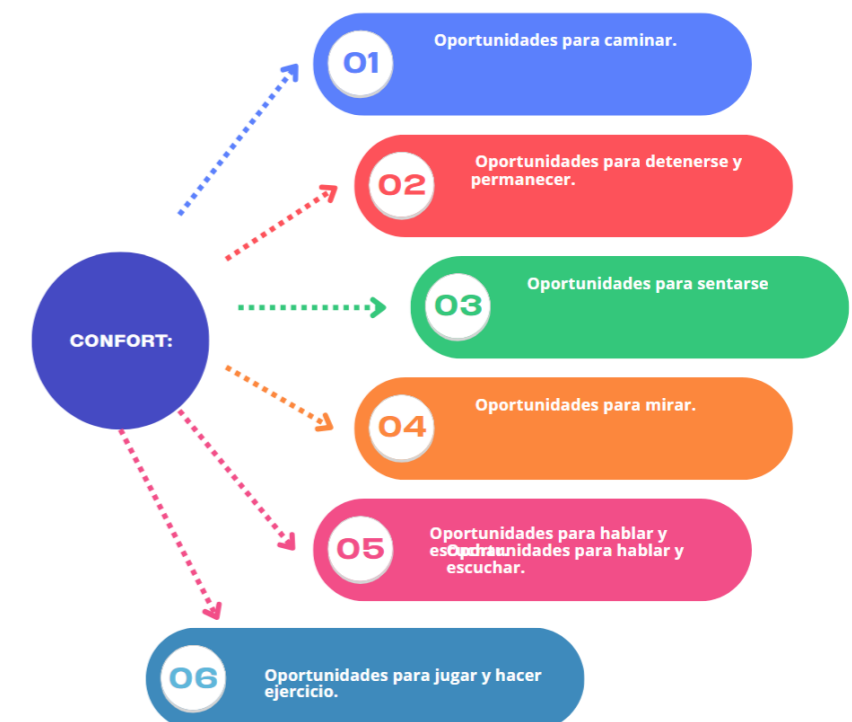 01
Oportunidades para caminar.
02
Oportunidades para detenerse y
permanecer.
03
Oportunidades para sentarse
CONFORT:
04
Oportunidades para mirar.
05
Oportunidades para hablar y
escuchar.
Oportunidades para hablar y
escuchar.
06
Oportunidades para jugar y hacer
ejercicio.